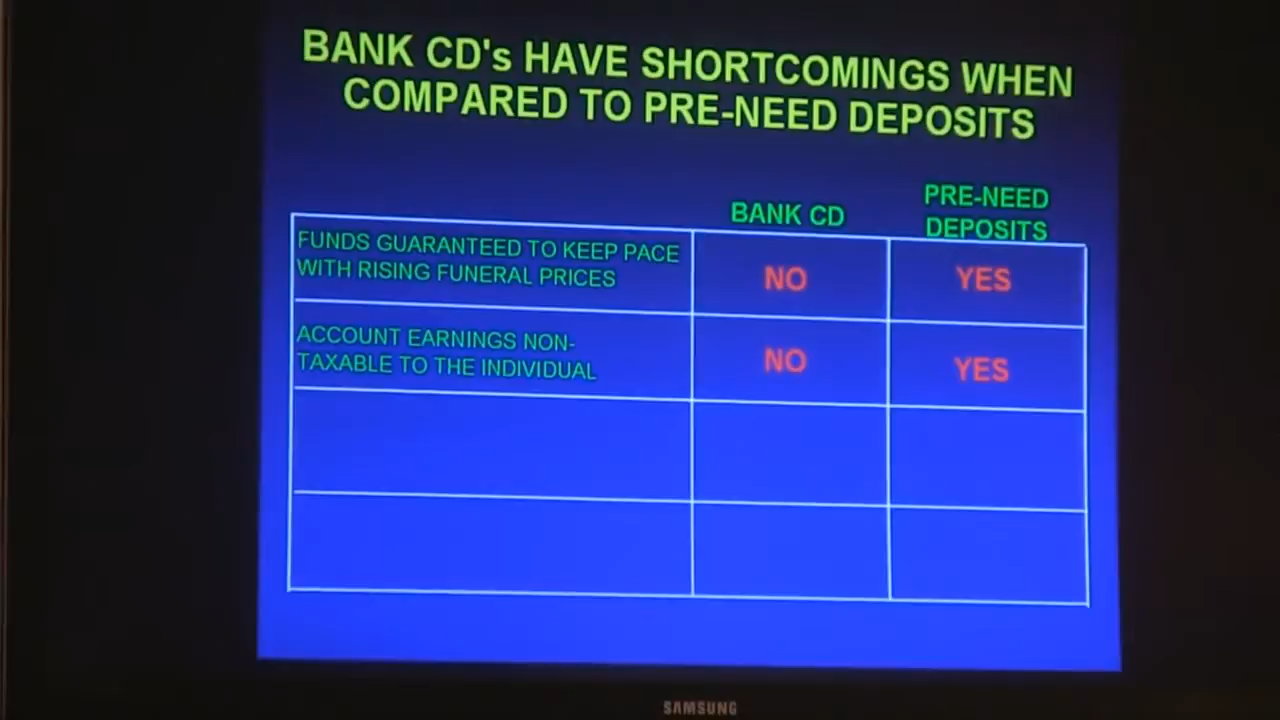 BANK CD's HAVE SHORTCOMINGS WHEN
COMPARED TO PRE-NEED DEPOSITS
BANK CD
PRE-NEED
DEPOSITS
FUNDS GUARANTEED TO KEEP PACE
WITH RISING FUNERAL PRICES
NO
YES
ACCOUNT EARNINGS NON-
TAXABLE TO THE INDIVIDUAL
NO
YES
SAMSUNG